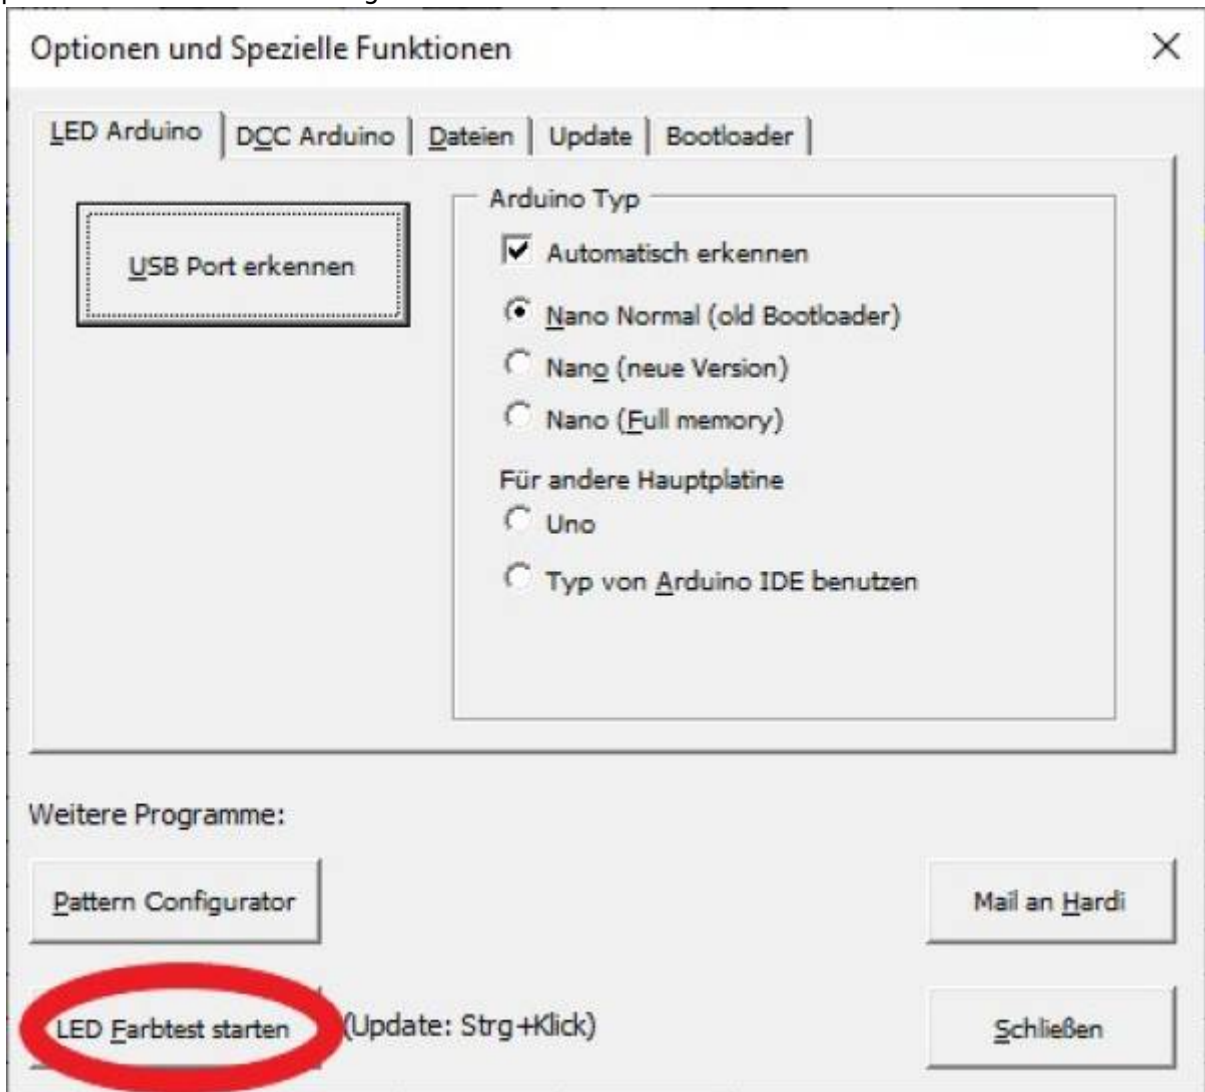 Optionen und Spezielle Funktionen
LED Arduino DCC Arduino Dateien Update Bootloader
USB Port erkennen
Arduino Typ
Automatisch erkennen
Nano Normal (old Bootloader)
Nano (neue Version)
Nano (Full memory)
Für andere Hauptplatine
Uno
Typ von Arduino IDE benutzen
Weitere Programme:
Pattern Configurator
Mail an Hardi
LED Farbtest starten (Update: Strg+Klick)
Schließen